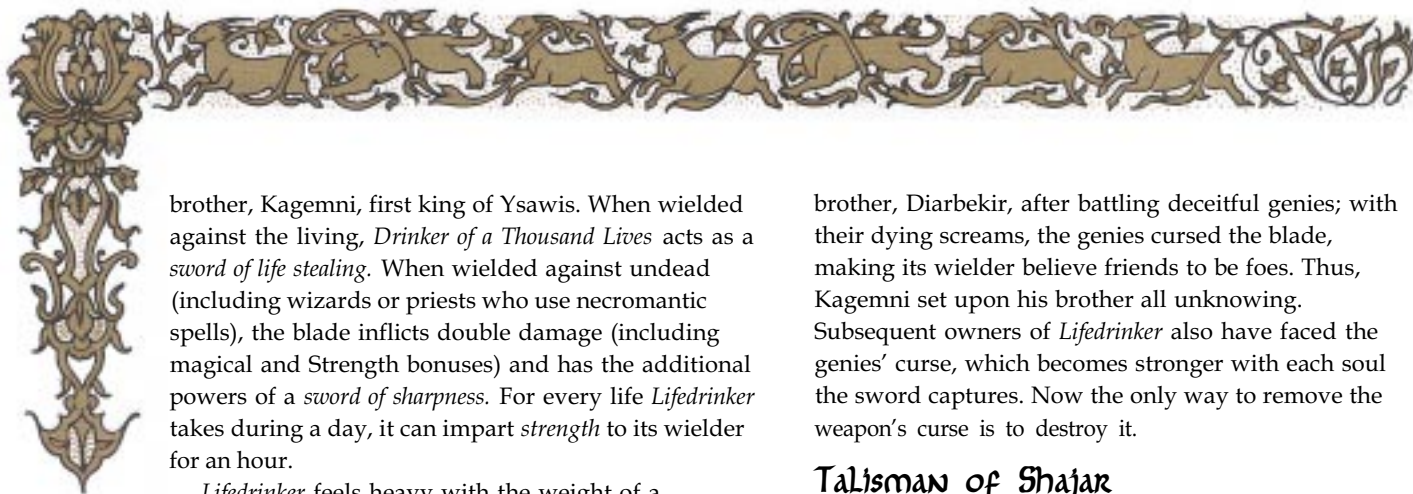 brother, Kagemni, first king of Ysawis. When wielded
against the living, Drinker of a Thousand Lives acts as a
sword of life stealing. When wielded against undead
(including wizards or priests who use necromantic
spells), the blade inflicts double damage (including
magical and Strength bonuses) and has the additional
powers of a sword of sharpness. For every life Lifedrinker
takes during a day, it can impart strength to its wielder
for an hour.
Lifedrinker feels heavy with the weight of a
brother, Diarbekir, after battling deceitful genies; with
their dying screams, the genies cursed the blade,
making its wielder believe friends to be foes. Thus,
Kagemni set upon his brother all unknowing.
Subsequent owners of Lifedrinker also have faced the
genies' curse, which becomes stronger with each soul
the sword captures. Now the only way to remove the
weapon's curse is to destroy it.
Talisman of Shajar